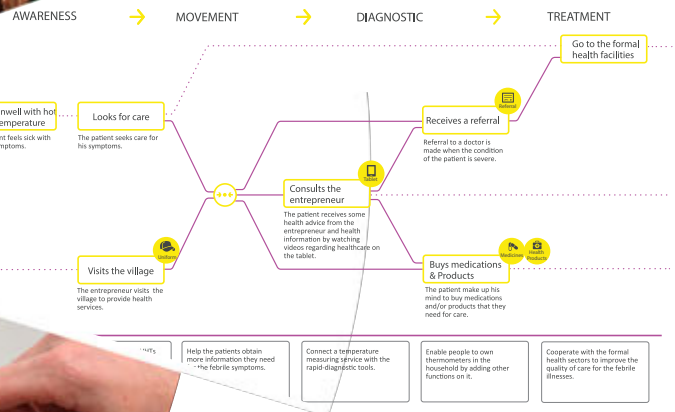 AWARENESS → MOVEMENT → DIAGNOSTIC → TREATMENT
Go to the formal
health facilities
Referral
unwell with hot
temperature
Looks for care
Receives a referral
feels sick with
The patient seeks care for
his symptoms.
Referral to a doctor is
made when the condition
of the patient is severe.
Tablet
Consults the
entrepreneur
The patient receives some
health advice from the
entrepreneur and health
information by watching
videos regarding healthcare on
the tablet.
Uniform
Visits the village
The entrepreneur visits the
village to provide health
services.
Medicines
Health
Products
Buys medications
& Products
The patient make up his
mind to buy medications
and/or products that they
need for care.
Help the patients obtain
more information they need
the febrile symptoms.
Connect a temperature
measuring service with the
rapid-diagnostic tools.
Enable people to own
thermometers in the
household by adding other
functions on it.
Cooperate with the formal
health sectors to improve the
quality of care for the febrile
illnesses.